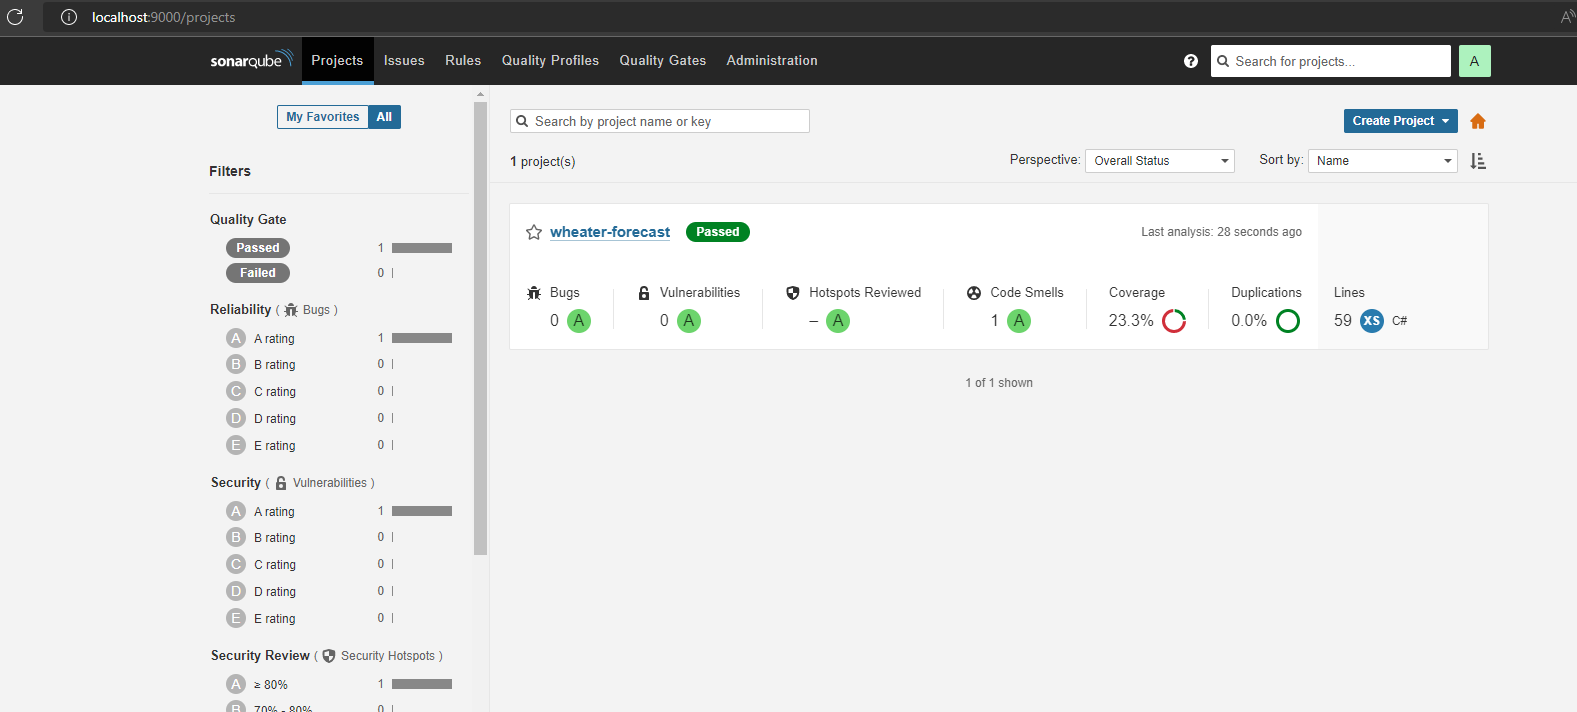 localhost:9000/projects
A
sonarqube
Projects Issues Rules Quality Profiles Quality Gates Administration
?
Search for projects...
A
My Favorites All
Filters
Quality Gate
Passed 1
Failed 0
Reliability ( Bugs )
A A rating 1
B B rating 0
C C rating 0
D D rating 0
E E rating 0
Security ( Vulnerabilities )
A A rating 1
B B rating 0
C C rating 0
D D rating 0
E E rating 0
Security Review ( Security Hotspots )
A ≥ 80% 1
B 70% - 80% 0
Search by project name or key
Create Project
1 project(s)
Perspective: Overall Status
Sort by: Name
wheater-forecast Passed
Last analysis: 28 seconds ago
Bugs Vulnerabilities Hotspots Reviewed Code Smells Coverage Duplications Lines
0 A 0 A – A 1 A 23.3% 0.0% 59 XS C#
1 of 1 shown